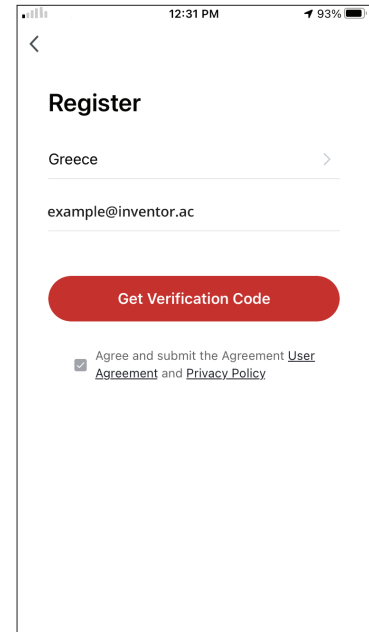 12:31 PM 93%
Register
Greece
example@inventor.ac
Get Verification Code
Agree and submit the Agreement User
Agreement and Privacy Policy